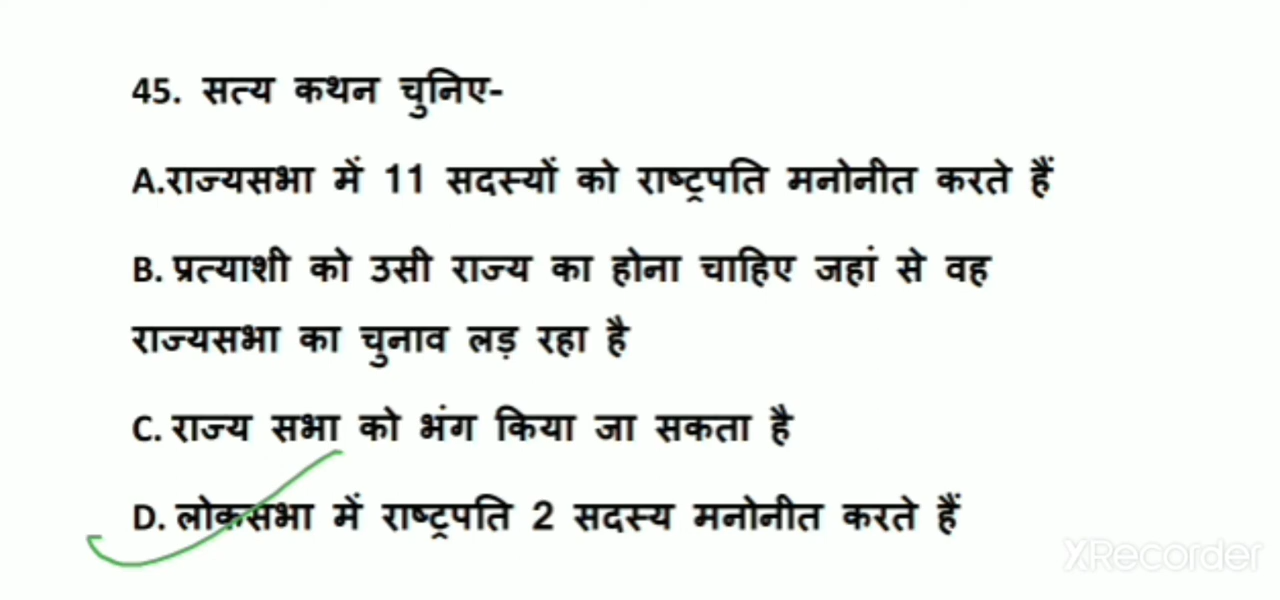 45. सत्य कथन चुनिए-
A.राज्यसभा में 11 सदस्यों को राष्ट्रपति मनोनीत करते हैं
B. प्रत्याशी को उसी राज्य का होना चाहिए जहां से वह
राज्यसभा का चुनाव लड़ रहा है
C. राज्य सभा को भंग किया जा सकता है
D. लोकसभा में राष्ट्रपति 2 सदस्य मनोनीत करते हैं
XRecorder